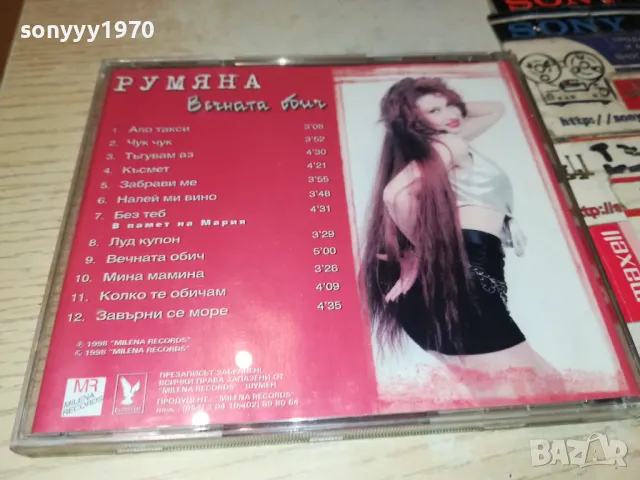 sonyyy1970
РУМЯНА
Вечната обич
1. Ало такси 3'08
2. Чук чук 3'52
3. Тъгувам аз 4'30
4. Късмет 4'21
5. Забрави ме 3'55
6. Налей ми вино 3'48
7. Без теб 4'31
В памет на Мария
8. Луд купон 3'29
9. Вечната обич 5'00
10. Мина мамина 3'26
11. Колко те обичам 4'09
12. Завърни се море 4'35
℗ 1998 "MILENA RECORDS"
© 1998 "MILENA RECORDS"
MR
MILENA
RECORDS
ПРЕЗАПИСЪТ ЗАБРАНЕН!
ВСИЧКИ ПРАВА ЗАПАЗЕНИ ОТ
"MILENA RECORDS" ШУМЕН
ПРОДУЦЕНТ: "MILENA RECORDS"
SONY
SONY
http://sony
http://s
maxell
BAZAR
bg